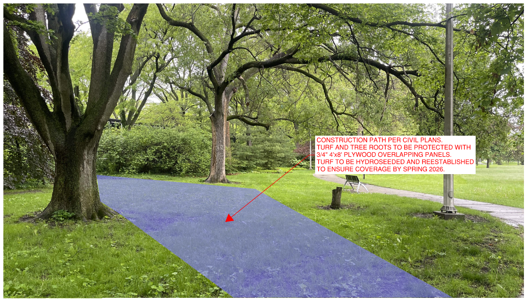 CONSTRUCTION PATH PER CIVIL PLANS.
TURF AND TREE ROOTS TO BE PROTECTED WITH
3/4" 4'x8' PLYWOOD OVERLAPPING PANELS.
TURF TO BE HYDROSEEDED AND REESTABLISHED
TO ENSURE COVERAGE BY SPRING 2026.